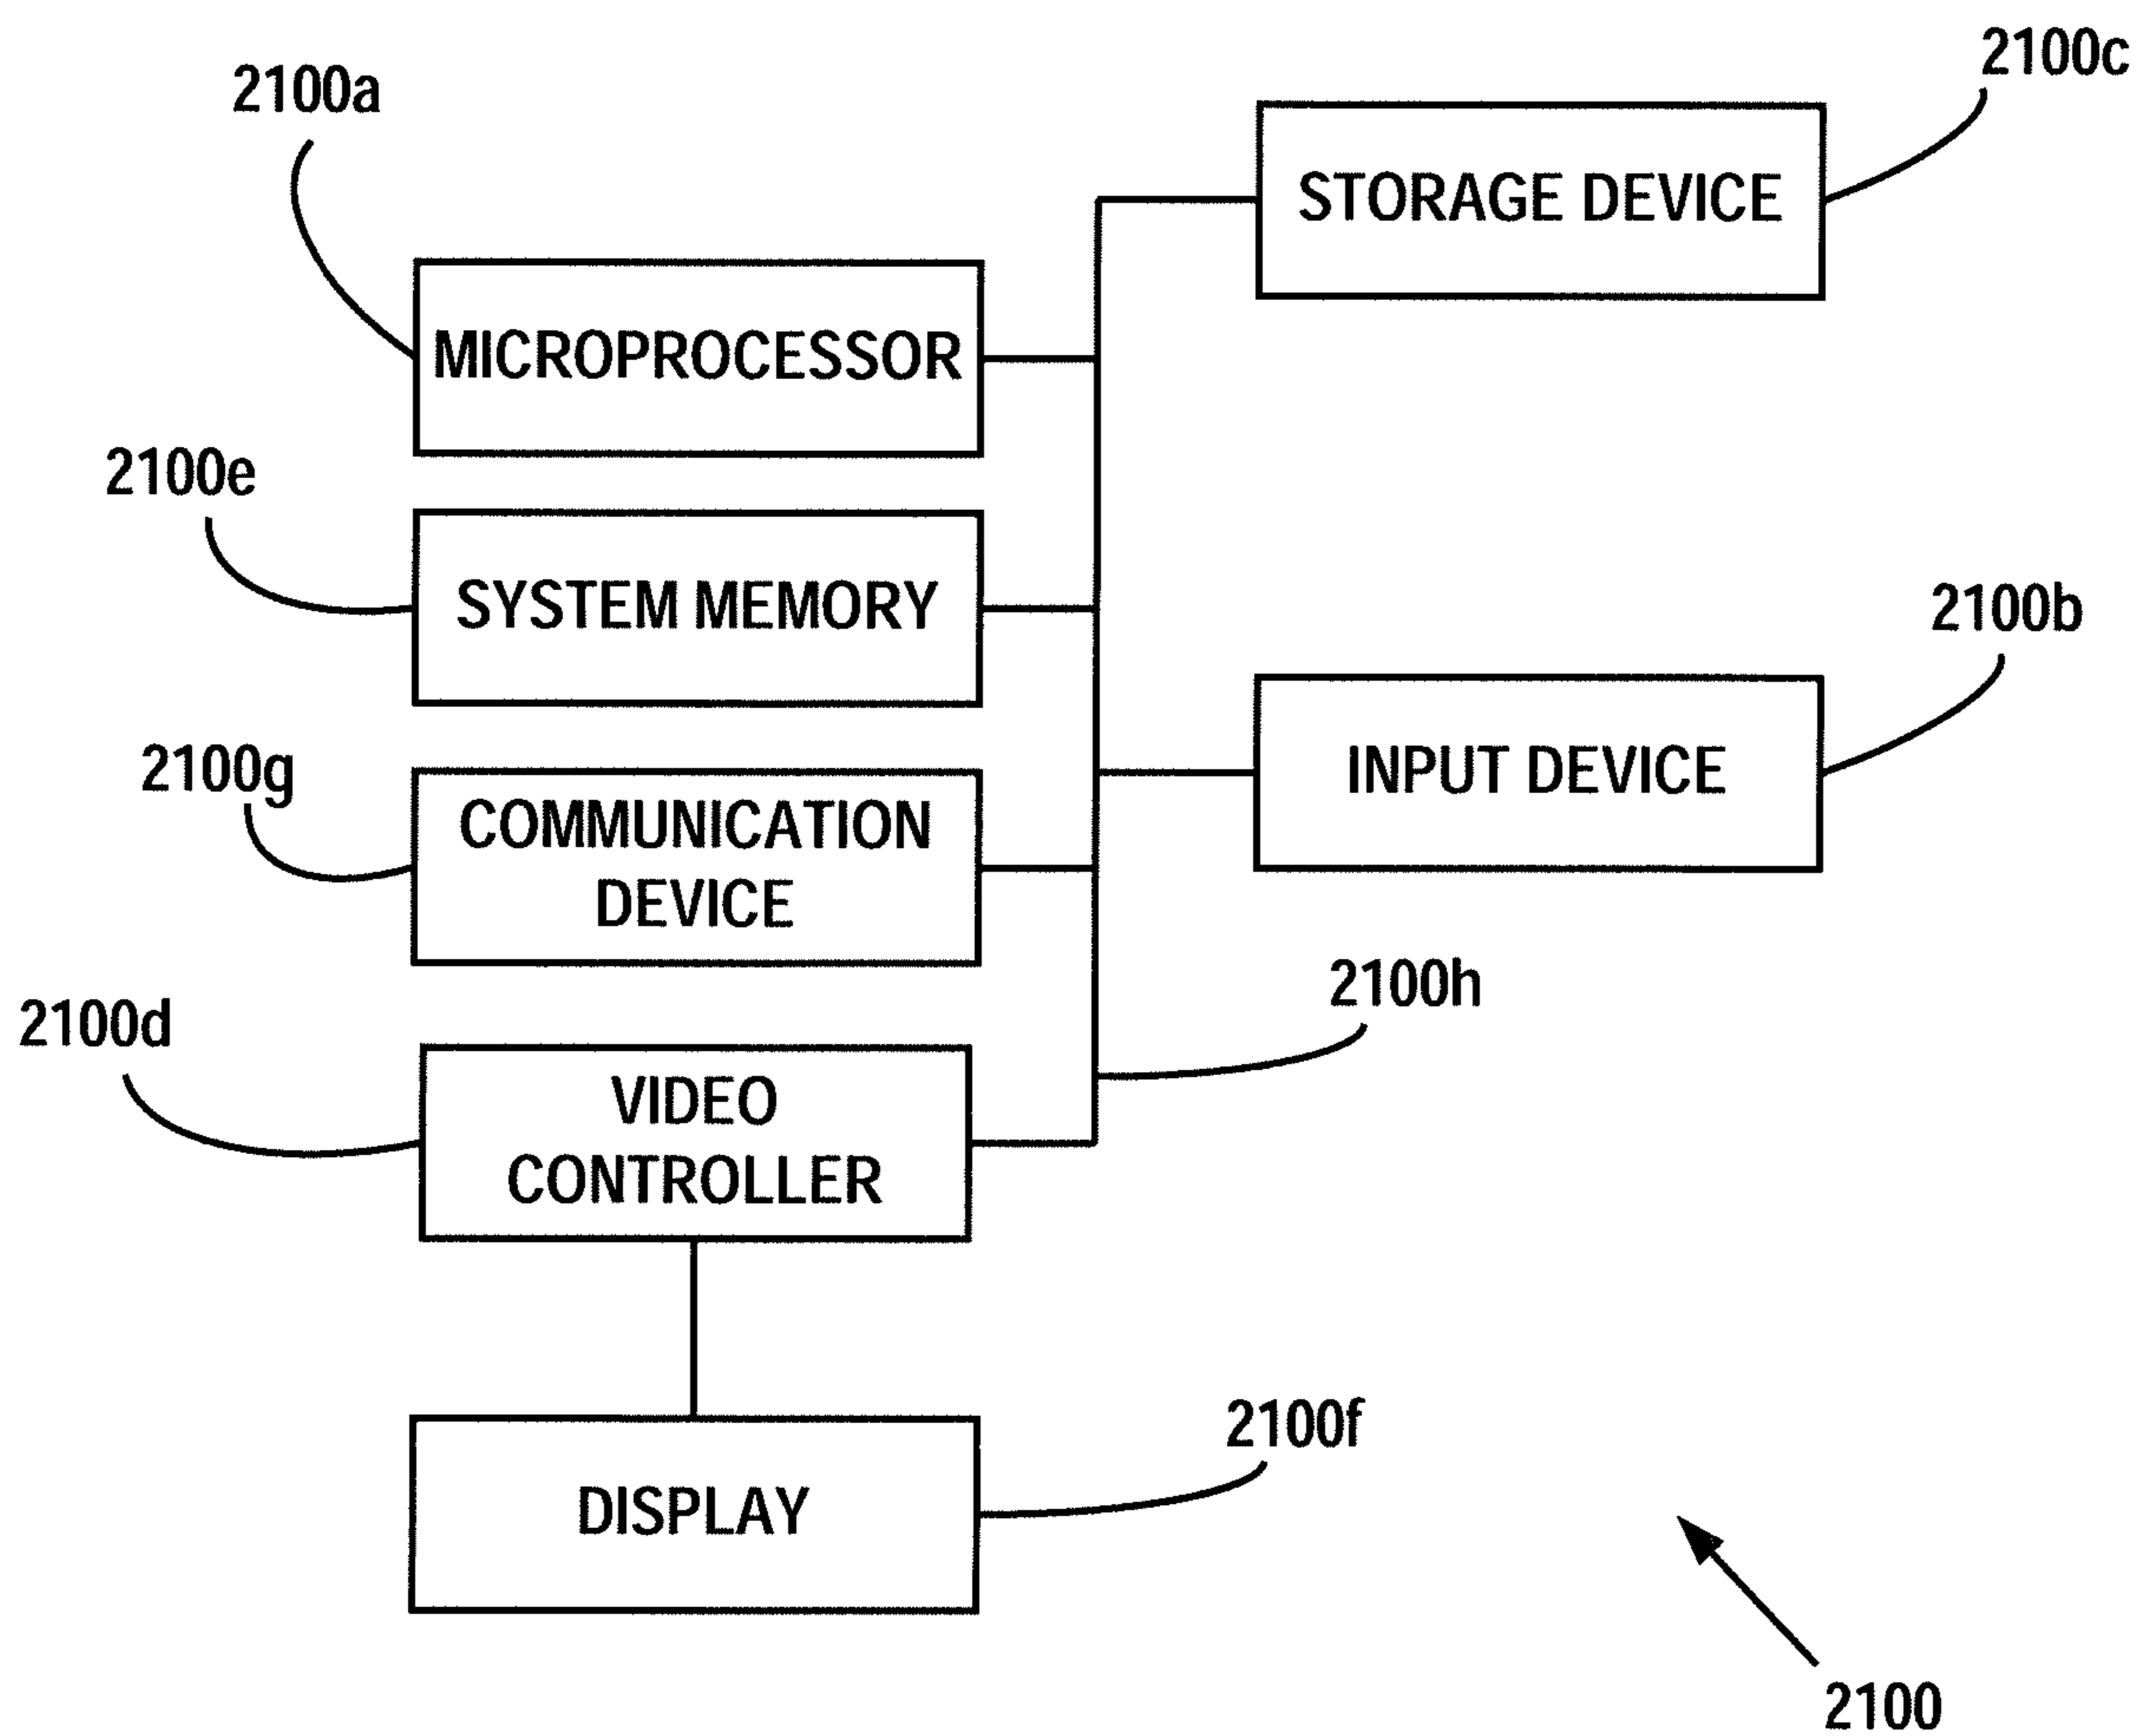 2100c
2100a
STORAGE DEVICE
MICROPROCESSOR
2100e
SYSTEM MEMORY
2100b
2100g
INPUT DEVICE
COMMUNICATION
DEVICE
2100h
2100d
VIDEO
CONTROLLER
2100f
DISPLAY
2100